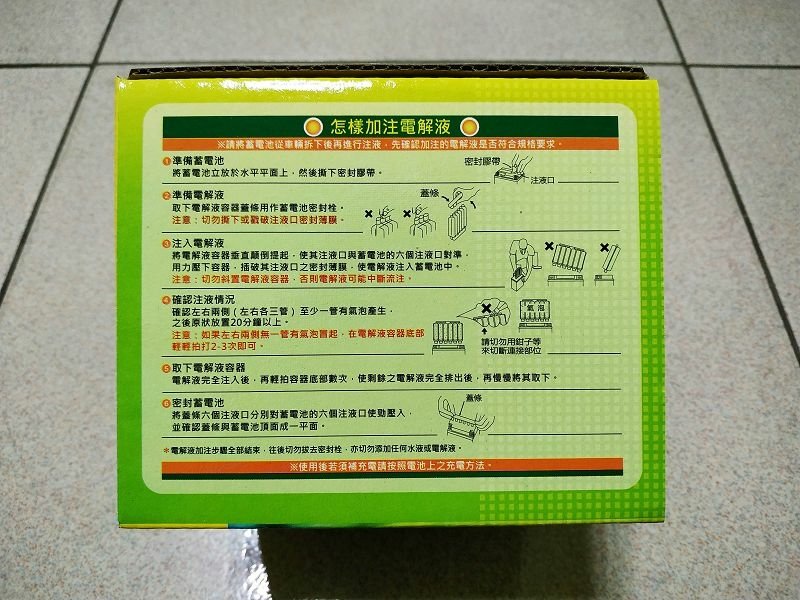 怎樣加注電解液
※請將蓄電池從車輛拆下後再進行注液，先確認加注的電解液是否符合規格要求。
❶準備蓄電池
將蓄電池立放於水平平面上，然後撕下密封膠帶。
密封膠帶
注液口
❷準備電解液
取下電解液容器蓋條用作蓄電池密封栓。
注意：切勿撕下或戳破注液口密封薄膜。
蓋條
❸注入電解液
將電解液容器垂直顛倒提起，使其注液口與蓄電池的六個注液口對準，
用力壓下容器，插破其注液口之密封薄膜，使電解液注入蓄電池中。
注意：切勿斜置電解液容器，否則電解液可能中斷流注。
❹確認注液情況
確認左右兩側（左右各三管）至少一管有氣泡產生，
之後原狀放置20分鐘以上。
注意：如果左右兩側無一管有氣泡冒起，在電解液容器底部
輕輕拍打2-3次即可。
氣泡
請切勿用鉗子等
來切斷連接部位
❺取下電解液容器
電解液完全注入後，再輕拍容器底部數次，使剩餘之電解液完全排出後，再慢慢將其取下。
❻密封蓄電池
將蓋條六個注液口分別對蓄電池的六個注液口使勁壓入，
並確認蓋條與蓄電池頂面成一平面。
蓋條
＊電解液加注步驟全部結束，往後切勿拔去密封栓，亦切勿添加任何水液或電解液。
※使用後若須補充電請按照電池上之充電方法。